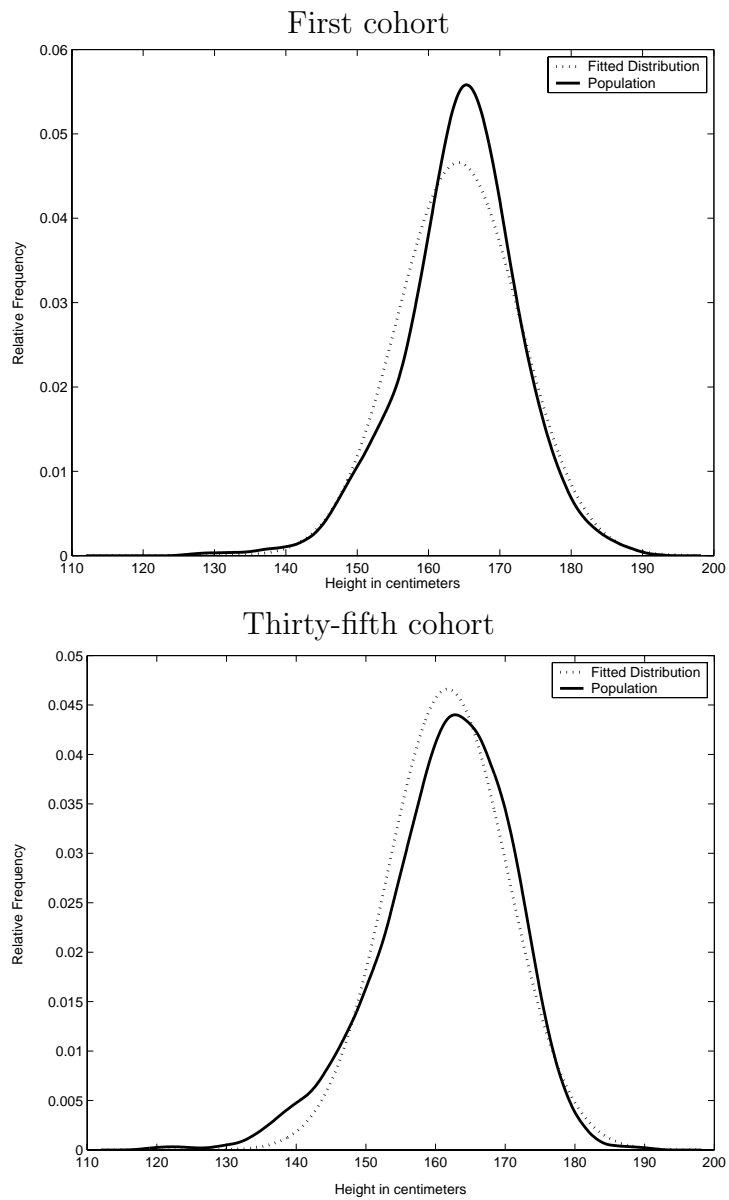 First cohort
0.06
0.05
0.04
0.03
0.02
0.01
0
Relative Frequency
Fitted Distribution
Population
110 120 130 140 150 160 170 180 190 200
Height in centimeters
Thirty-fifth cohort
0.05
0.045
0.04
0.035
0.03
0.025
0.02
0.015
0.01
0.005
0
Relative Frequency
Fitted Distribution
Population
110 120 130 140 150 160 170 180 190 200
Height in centimeters